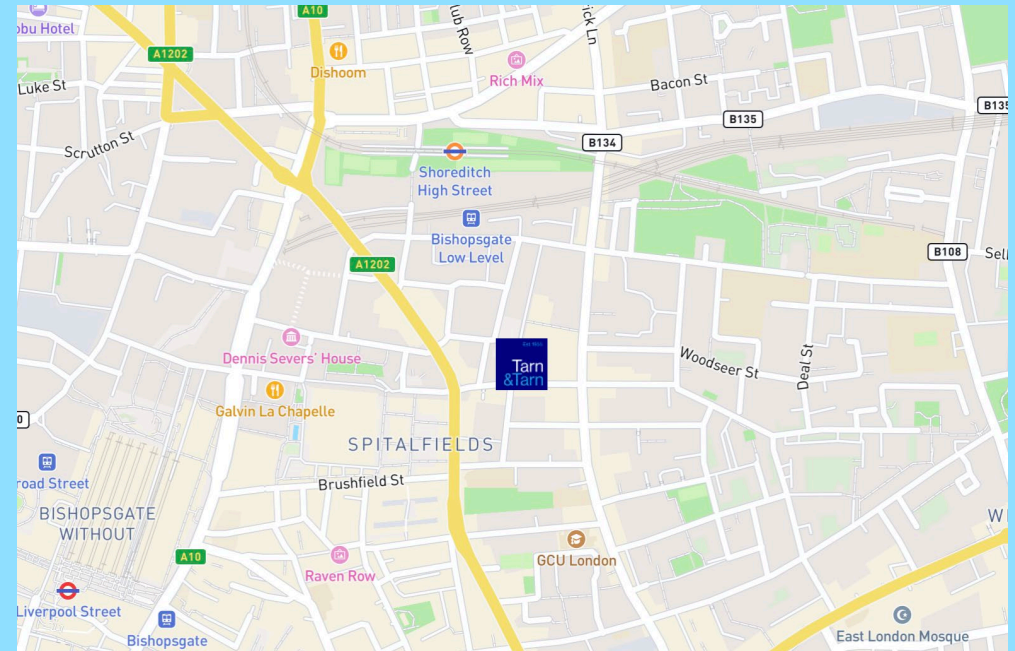 obu Hotel
A10
lub Row
ick Ln
A1202
Dishoom
Rich Mix
Luke St
Bacon St
B135
B135
Scrutton St
B134
Shoreditch
High Street
Bishopsgate
Low Level
A1202
B108
Sel
Dennis Severs' House
Tarn
&Tarn
Woodseer St
Deal St
Galvin La Chapelle
0
SPITALFIELDS
road Street
Brushfield St
BISHOPSGATE
WITHOUT
W
A10
Raven Row
GCU London
Liverpool Street
Bishopsgate
East London Mosque